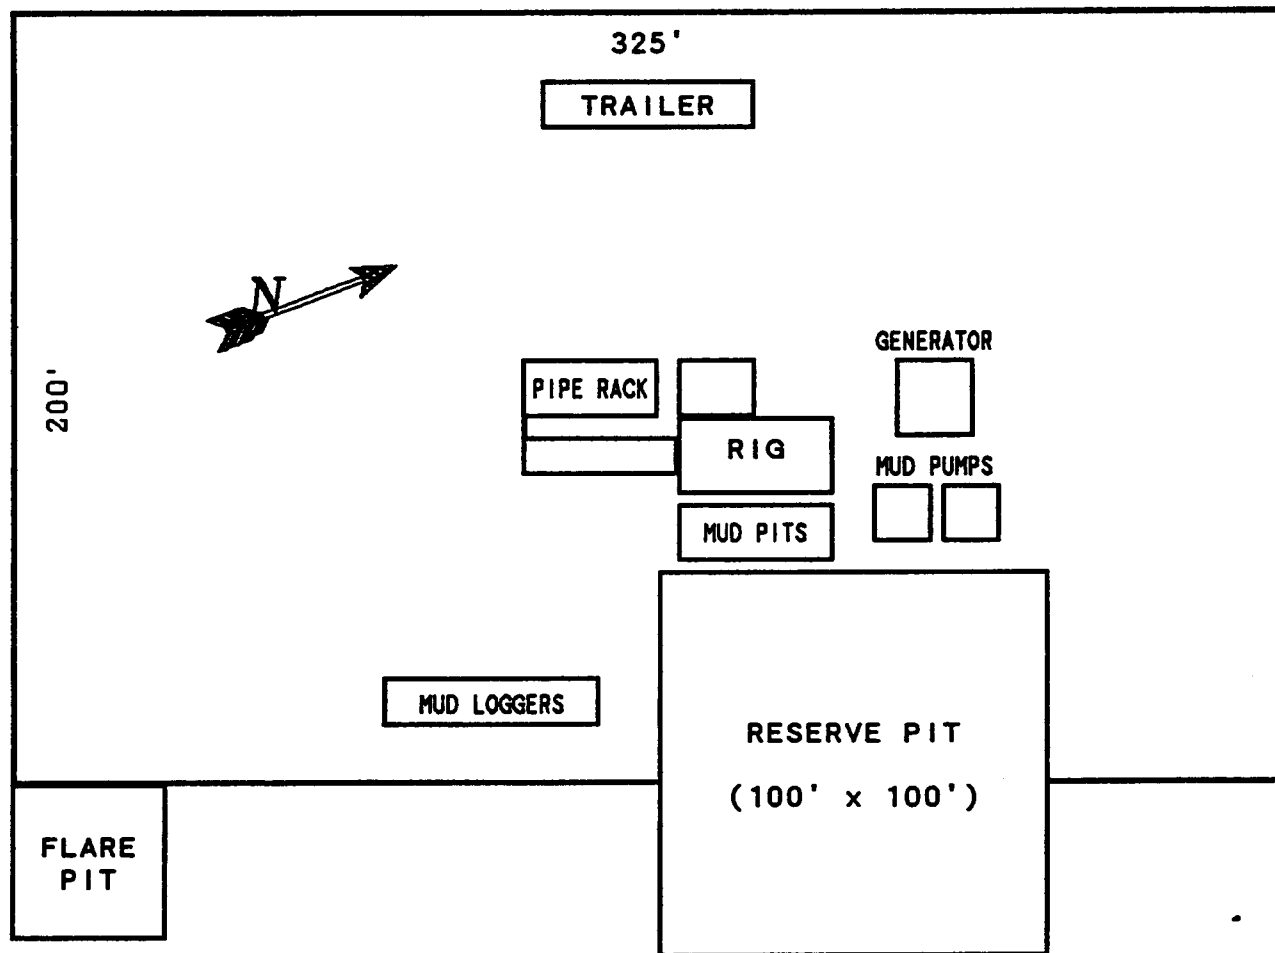 325'
TRAILER
N
200'
GENERATOR
PIPE RACK
RIG
MUD PUMPS
MUD PITS
MUD LOGGERS
RESERVE PIT
(100' x 100')
FLARE
PIT